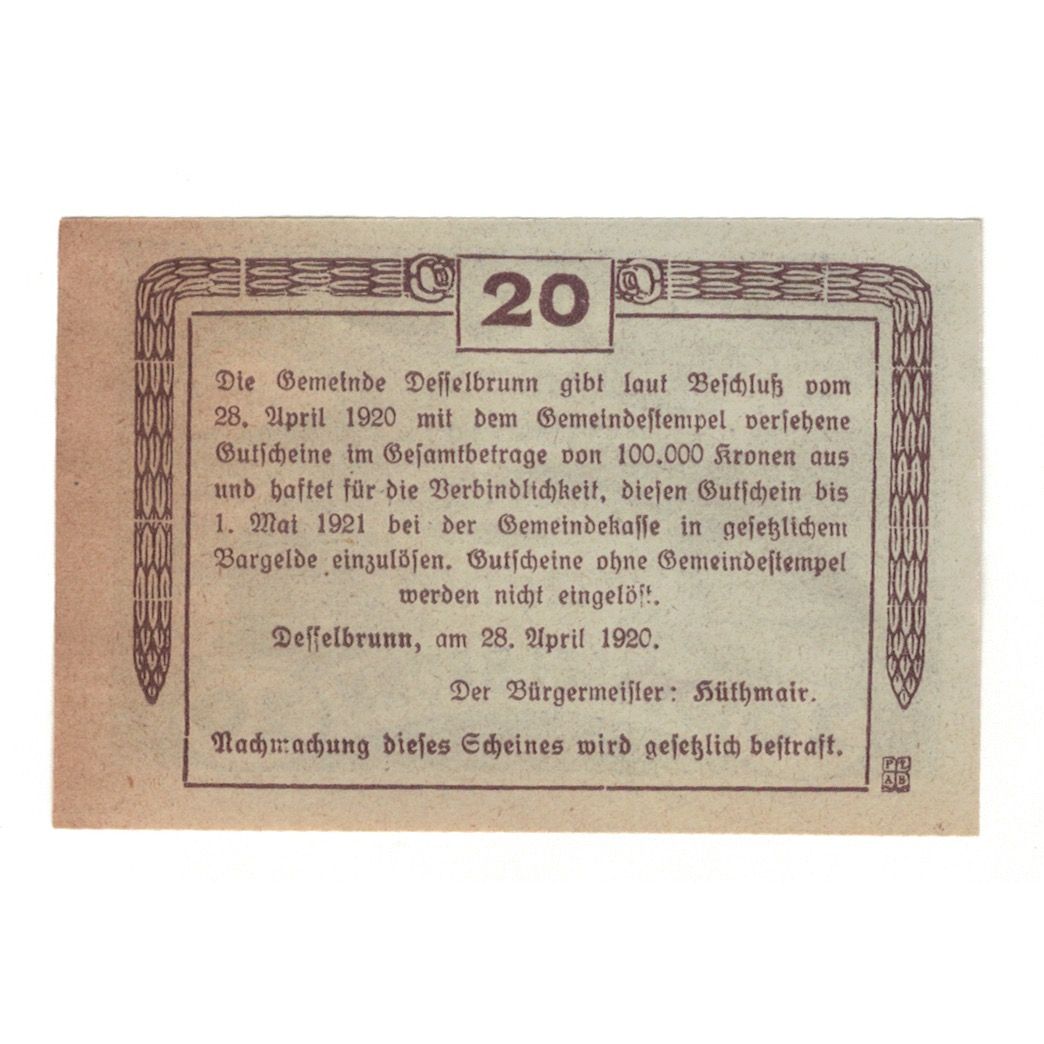 20
Die Gemeinde Desselbrunn gibt laut Beschluß vom
28. April 1920 mit dem Gemeindestempel versehene
Gutscheine im Gesamtbetrage von 100.000 Kronen aus
und haftet für die Verbindlichkeit, diesen Gutschein bis
1. Mai 1921 bei der Gemeindekasse in gesetzlichem
Bargelde einzulösen. Gutscheine ohne Gemeindestempel
werden nicht eingelöst.
Desselbrunn, am 28. April 1920.
Der Bürgermeister: Hüthmair.
Nachmachung dieses Scheines wird gesetzlich bestraft.